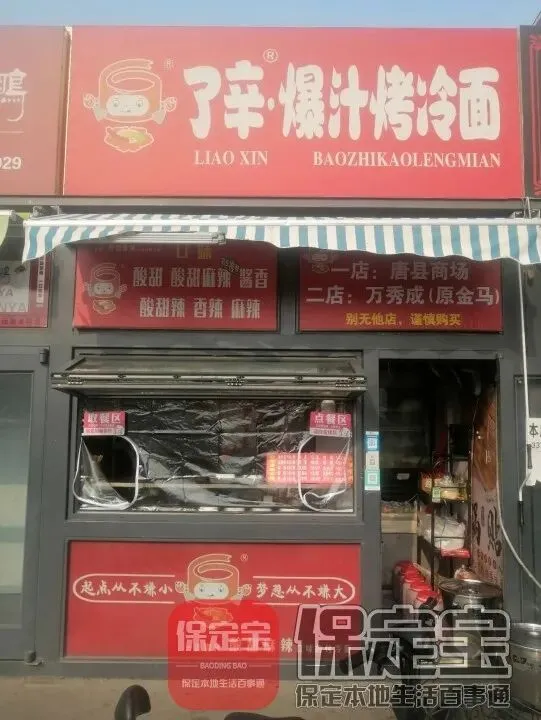 了辛·爆汁烤冷面
®
®
LIAO XIN BAOZHIKAOLENGMIAN
029
口味
酸甜 酸甜麻辣 酱香
酸甜辣 香辣 麻辣
一店：唐县商场
二店：万秀成(原金马)
别无他店，谨慎购买
取餐区
点餐区
®
起点从不嫌小
梦想从不嫌大
麻辣
保定宝
BAODING BAO
保定本地生活百事通
保定宝
保定本地生活百事通